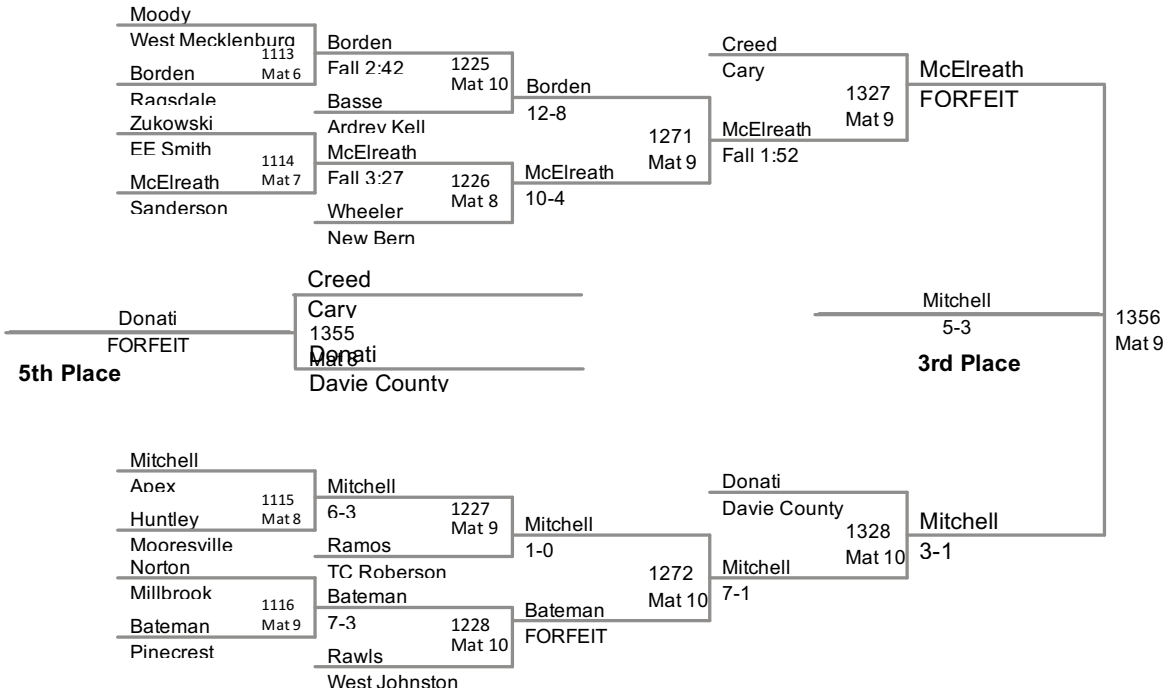 Moody
West Mecklenburg
1113
Mat 6
Borden
Ragsdale
Zukowski
EE Smith
1114
Mat 7
McElreath
Sanderson
Borden
Fall 2:42
1225
Mat 10
Basse
Ardrey Kell
McElreath
Fall 3:27
1226
Mat 8
Wheeler
New Bern
Borden
12-8
1271
Mat 9
McElreath
10-4
Creed
Cary
1327
Mat 9
McElreath
Fall 1:52
McElreath
FORFEIT
Creed
Cary
1355
Mat 8
Donati
Davie County
Donati
FORFEIT
5th Place
Mitchell
5-3
3rd Place
1356
Mat 9
Mitchell
Apex
1115
Mat 8
Huntley
Mooresville
Norton
Millbrook
1116
Mat 9
Bateman
Pinecrest
Mitchell
6-3
1227
Mat 9
Ramos
TC Roberson
Bateman
7-3
1228
Mat 10
Rawls
West Johnston
Mitchell
1-0
1272
Mat 10
Bateman
FORFEIT
Donati
Davie County
1328
Mat 10
Mitchell
7-1
Mitchell
3-1